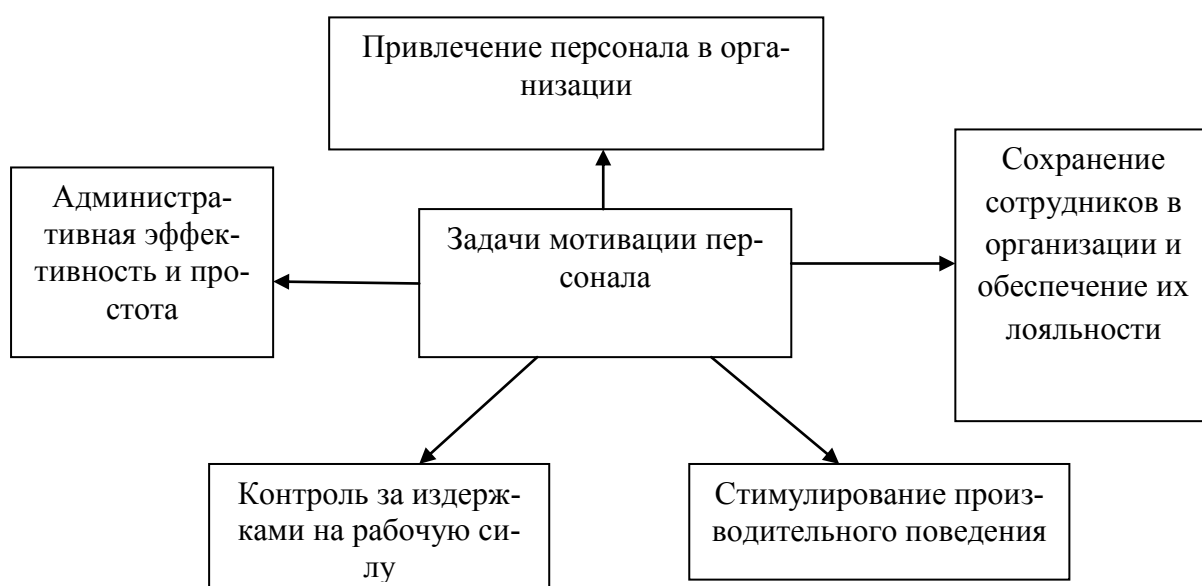 Привлечение персонала в орга-
низации
Сохранение
сотрудников в
организации и
обеспечение их
лояльности
Администра-
тивная эффек-
тивность и про-
стота
Задачи мотивации пер-
сонала
Контроль за издерж-
ками на рабочую си-
лу
Стимулирование произ-
водительного поведения